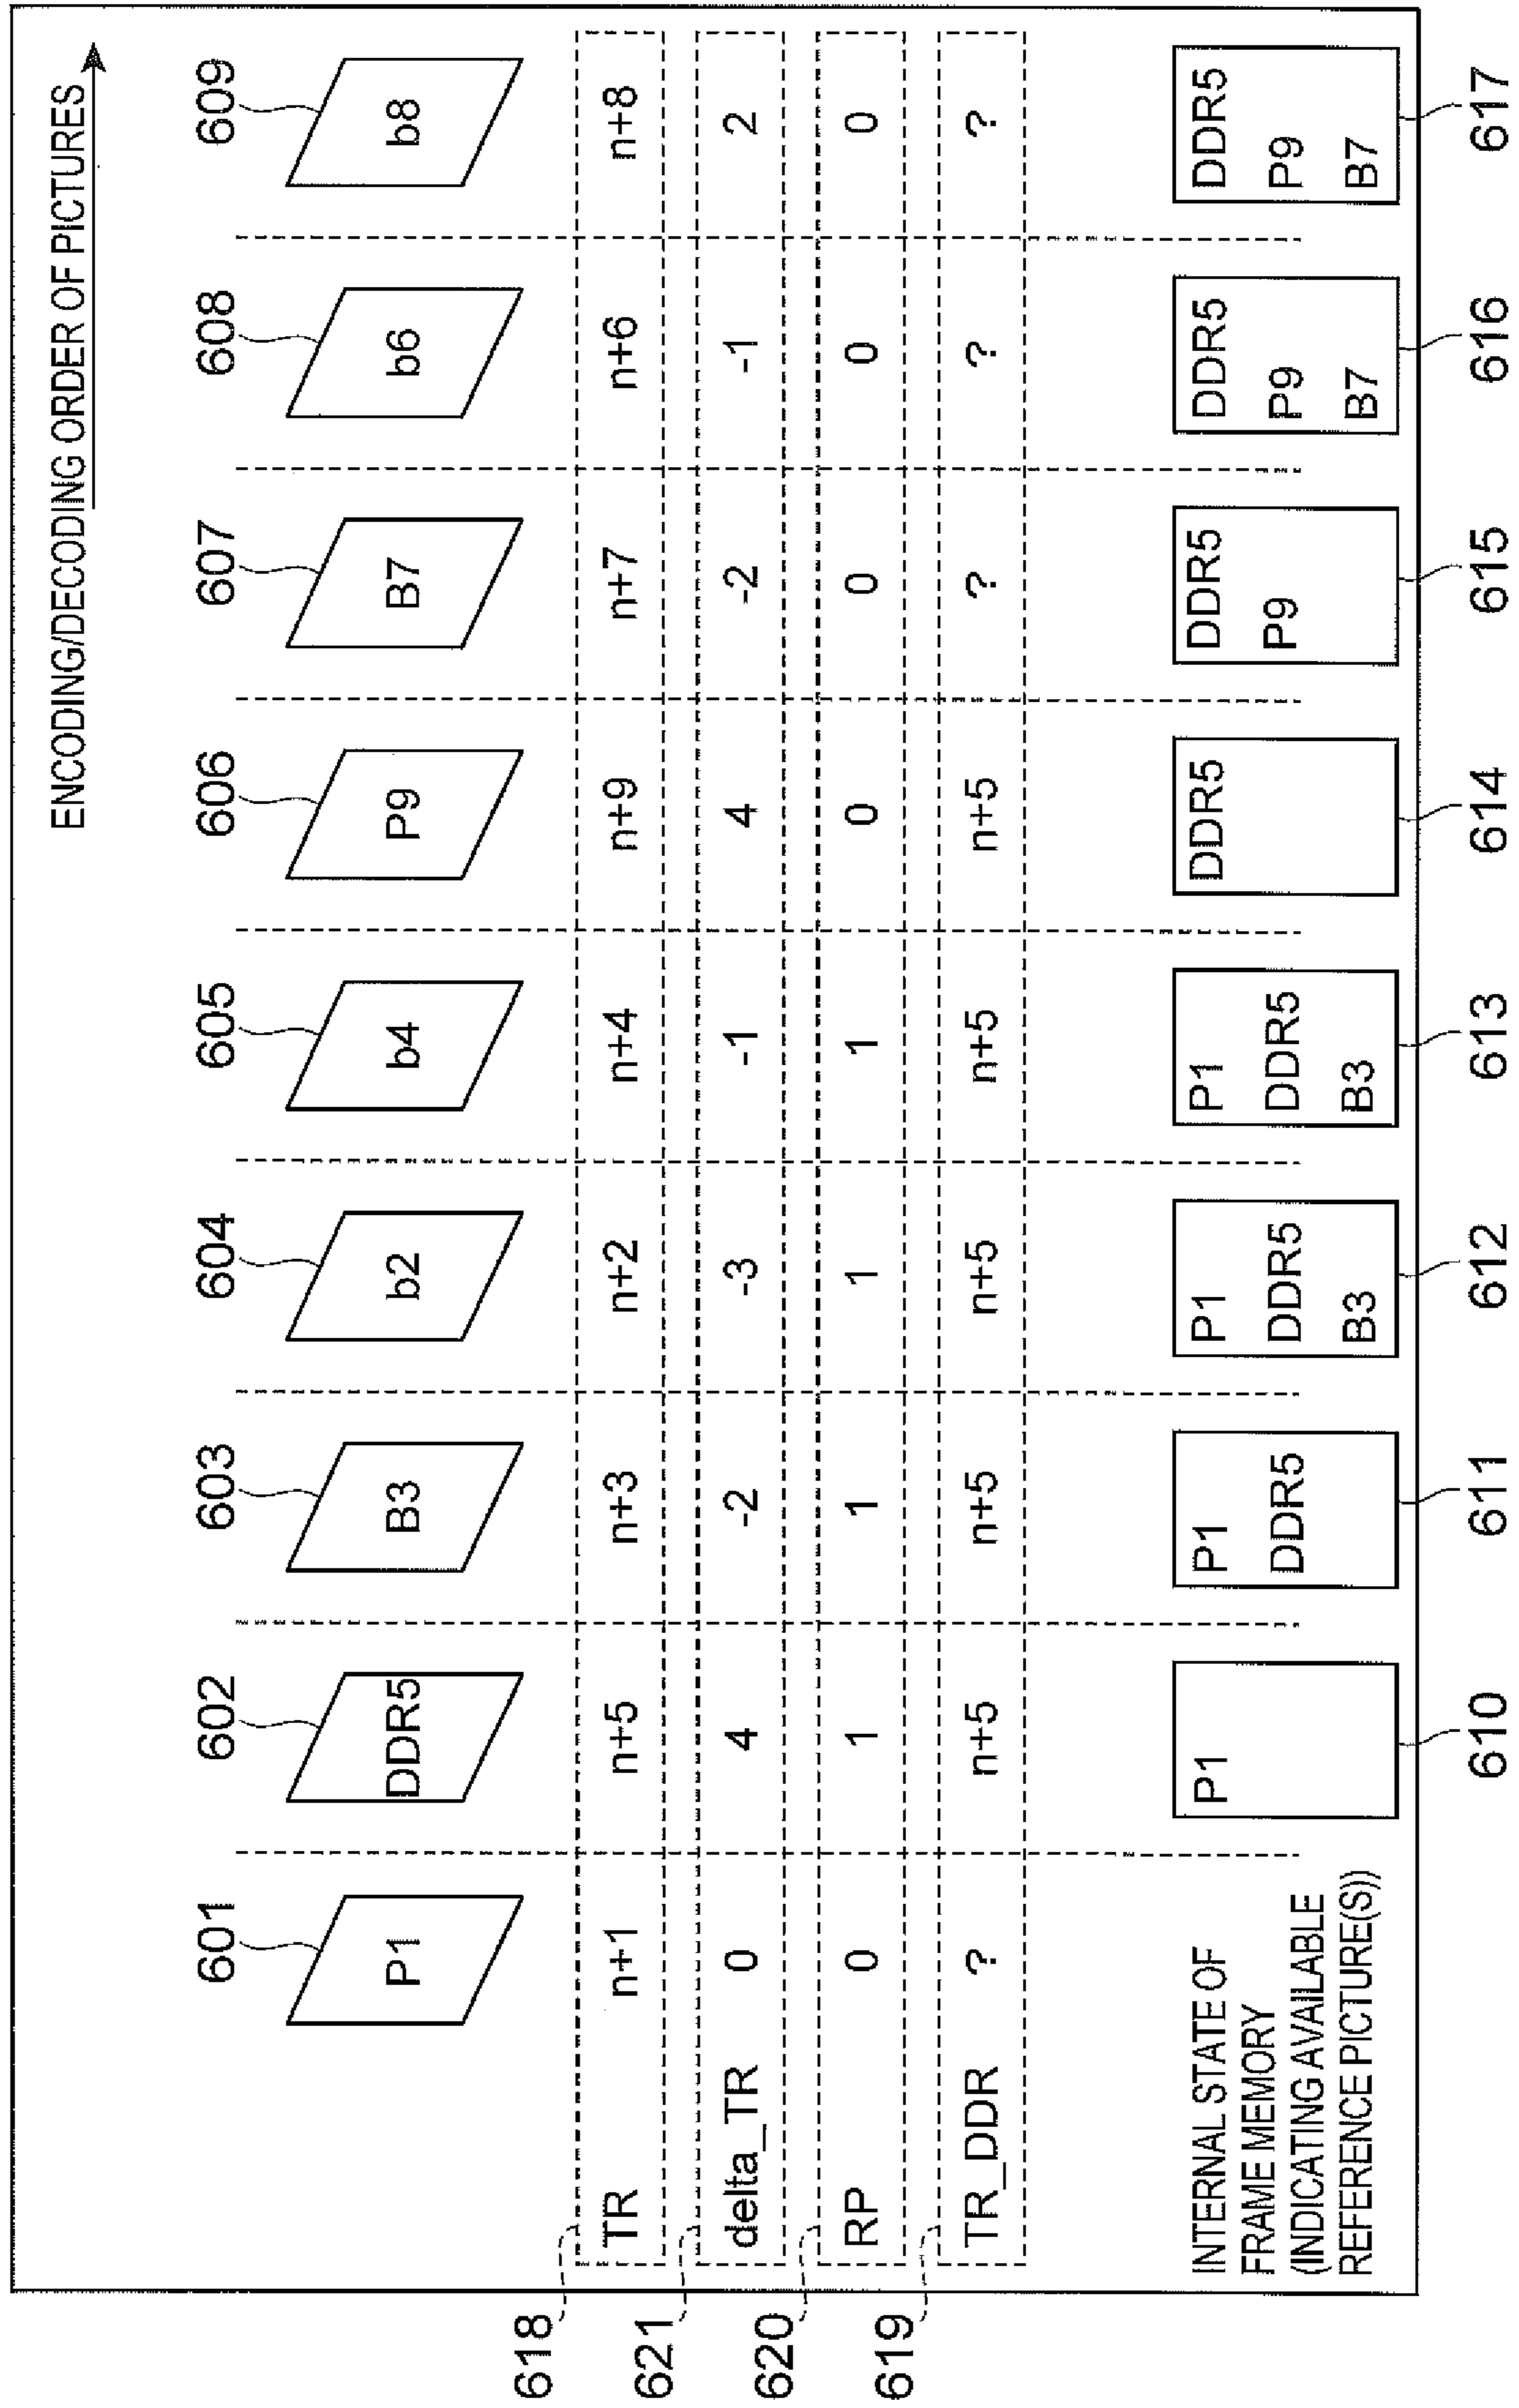 ENCODING/DECODING ORDER OF PICTURES
601 602 603 604 605 606 607 608 609
P1 DDR5 B3 b2 b4 P9 B7 b6 b8
618 TR n+1 n+5 n+3 n+2 n+4 n+9 n+7 n+6 n+8
621 delta_TR 0 4 -2 -3 -1 4 -2 -1 2
620 RP 0 1 1 1 1 0 0 0 0
619 TR_DDR ? n+5 n+5 n+5 n+5 n+5 ? ? ?
INTERNAL STATE OF
FRAME MEMORY
(INDICATING AVAILABLE
REFERENCE PICTURE(S))
P1
P1
DDR5
P1
DDR5
B3
P1
DDR5
B3
DDR5
DDR5
P9
DDR5
P9
B7
DDR5
P9
B7
610 611 612 613 614 615 616 617